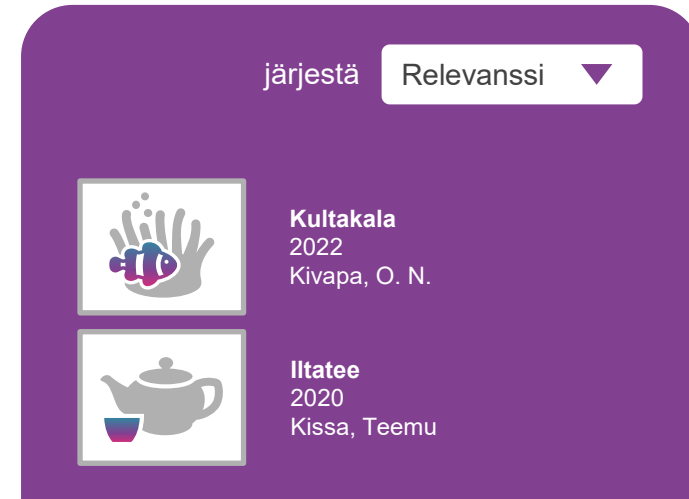 järjestä Relevanssi
Kultakala
2022
Kivapa, O. N.
Iltatee
2020
Kissa, Teemu